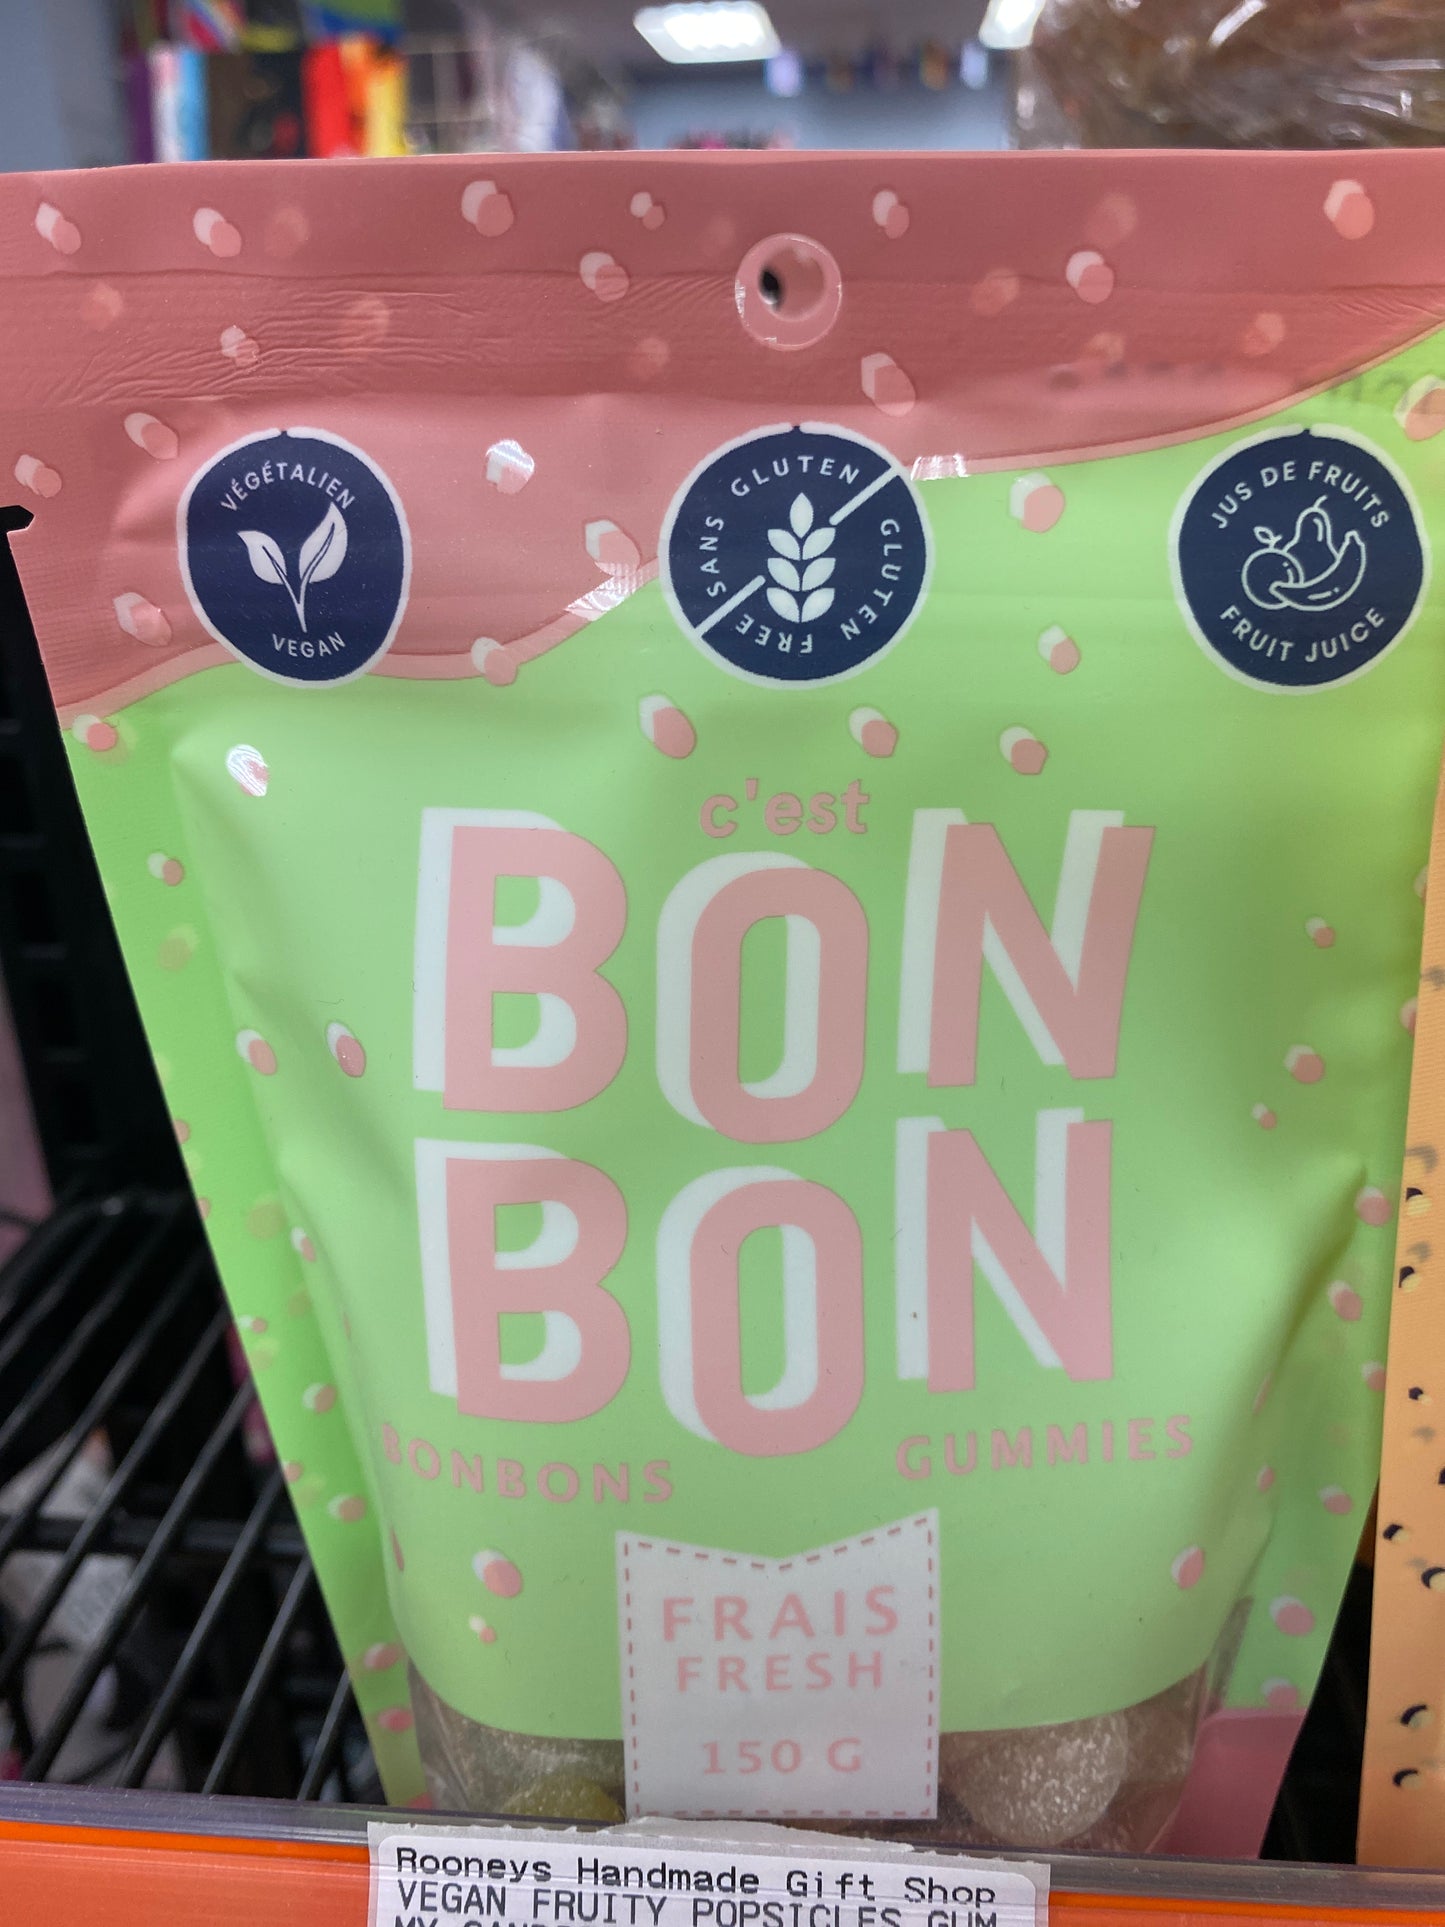 VÉGÉTALIEN
VEGAN
SANS GLUTEN
GLUTEN FREE
JUS DE FRUITS
FRUIT JUICE
c'est
BON
BON
BONBONS GUMMIES
FRAIS
FRESH
150 G
Rooneys Handmade Gift Shop
VEGAN FRUITY POPSICLES GUM